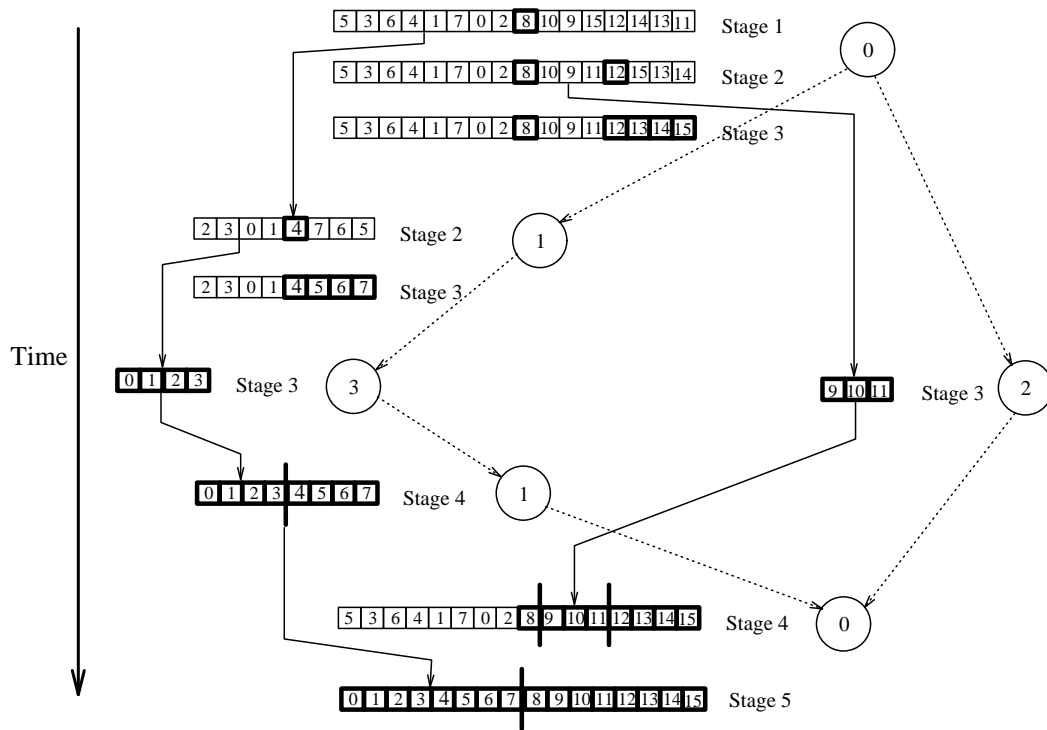 5 3 6 4 1 7 0 2 8 10 9 15 12 14 13 11 Stage 1
0
5 3 6 4 1 7 0 2 8 10 9 11 12 15 13 14 Stage 2
5 3 6 4 1 7 0 2 8 10 9 11 12 13 14 15 Stage 3
2 3 0 1 4 7 6 5 Stage 2
1
2 3 0 1 4 5 6 7 Stage 3
Time
0 1 2 3 Stage 3
3
9 10 11 Stage 3
2
0 1 2 3 4 5 6 7 Stage 4
1
5 3 6 4 1 7 0 2 8 9 10 11 12 13 14 15 Stage 4
0
0 1 2 3 4 5 6 7 8 9 10 11 12 13 14 15 Stage 5